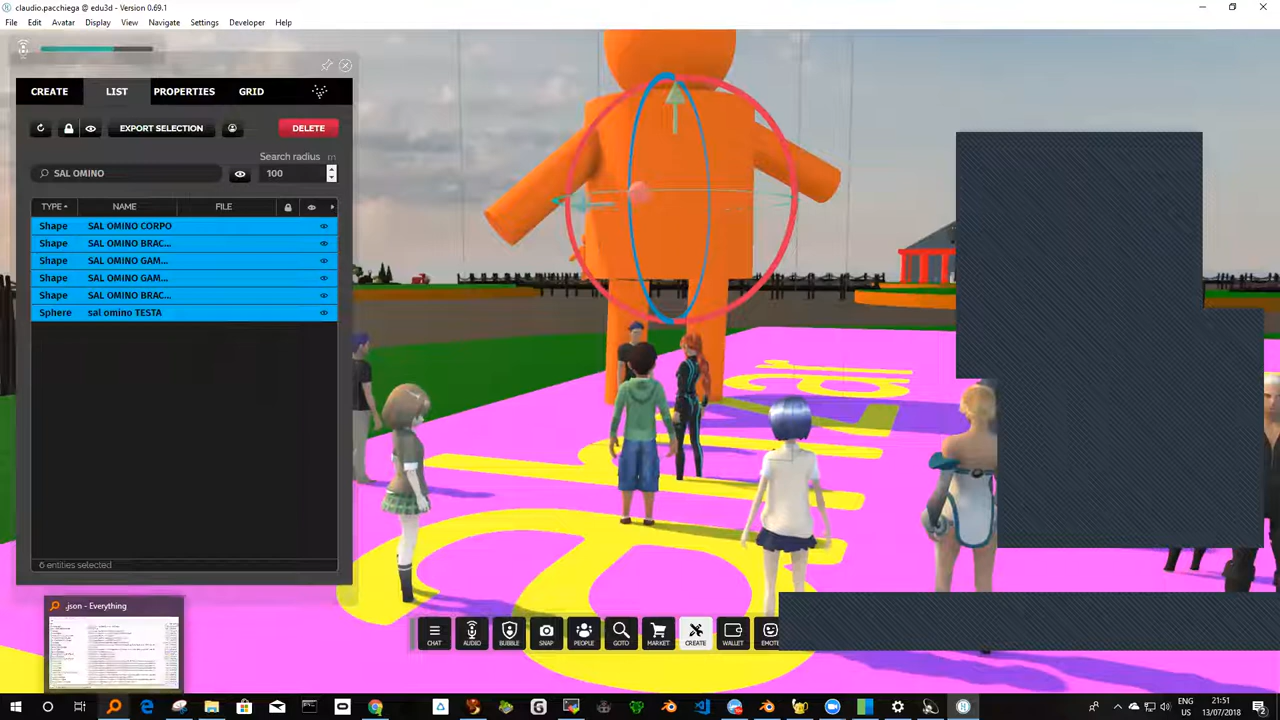 claudio.pacchiega @ edu3d - Version 0.69.1
File Edit Avatar Display View Navigate Settings Developer Help
CREATE LIST PROPERTIES GRID
EXPORT SELECTION DELETE
Search radius m
SAL OMINO 100
TYPE NAME FILE
Shape SAL OMINO CORPO
Shape SAL OMINO BRAC...
Shape SAL OMINO GAM...
Shape SAL OMINO GAM...
Shape SAL OMINO BRAC...
Sphere sal omino TESTA
6 entities selected
.json - Everything
CHAT AUDIO BUBBLE PEOPLE GOTO MARKET CREATE WALLET EMOTE
ENG 21:51
US 13/07/2018